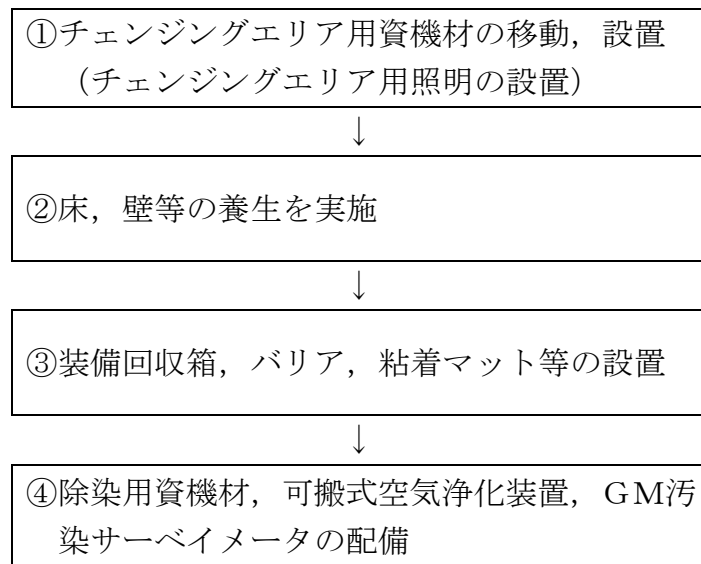 ①チェンジングエリア用資機材の移動，設置
（チェンジングエリア用照明の設置）
↓
②床，壁等の養生を実施
↓
③装備回収箱，バリア，粘着マット等の設置
↓
④除染用資機材，可搬式空気浄化装置，ＧＭ汚
染サーベイメータの配備